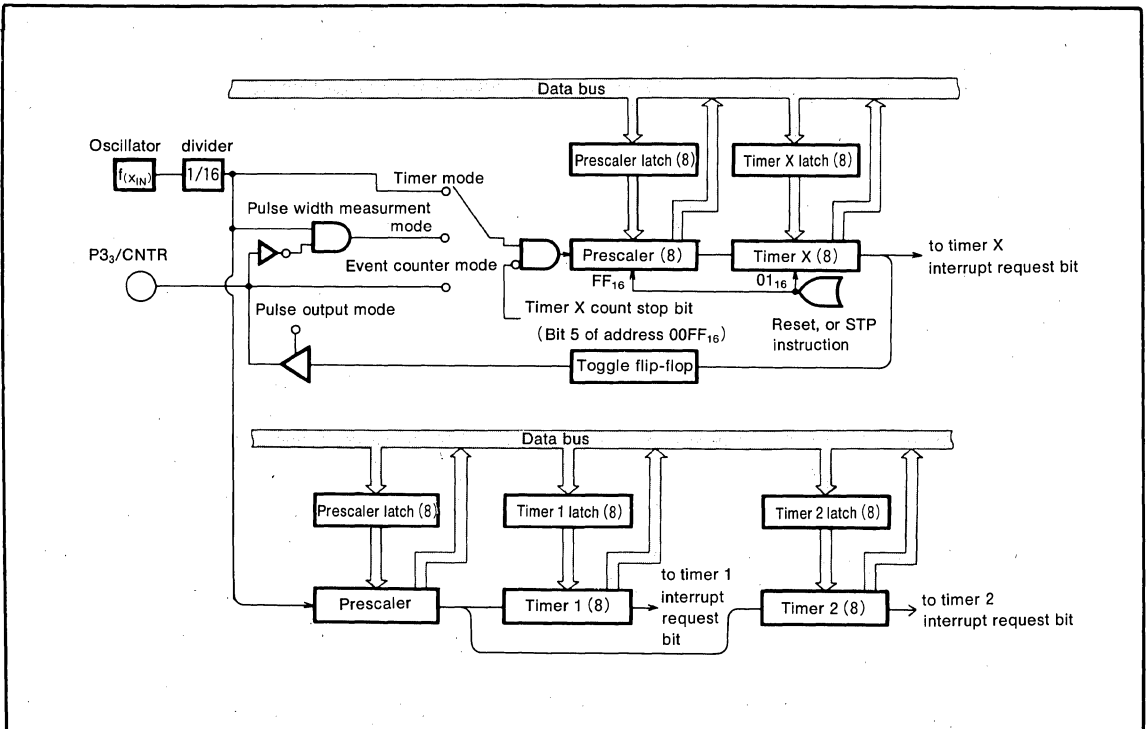 Data bus
Oscillator
divider
f(XIN)
1/16
Prescaler latch (8)
Timer X latch (8)
Timer mode
Pulse width measurment
mode
P33/CNTR
Event counter mode
Prescaler (8)
Timer X (8)
to timer X
interrupt request bit
FF16
0116
Timer X count stop bit
(Bit 5 of address 00FF16)
Reset, or STP
instruction
Pulse output mode
Toggle flip-flop
Data bus
Prescaler latch (8)
Timer 1 latch (8)
Timer 2 latch (8)
Prescaler
Timer 1 (8)
to timer 1
interrupt
request
bit
Timer 2 (8)
to timer 2
interrupt request bit